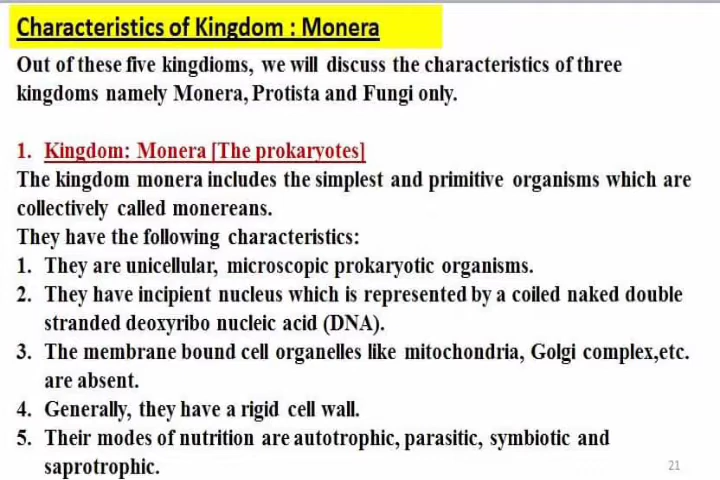 Characteristics of Kingdom : Monera
Out of these five kingdioms, we will discuss the characteristics of three
kingdoms namely Monera, Protista and Fungi only.
1. Kingdom: Monera [The prokaryotes]
The kingdom monera includes the simplest and primitive organisms which are
collectively called monereans.
They have the following characteristics:
1. They are unicellular, microscopic prokaryotic organisms.
2. They have incipient nucleus which is represented by a coiled naked double
stranded deoxyribo nucleic acid (DNA).
3. The membrane bound cell organelles like mitochondria, Golgi complex,etc.
are absent.
4. Generally, they have a rigid cell wall.
5. Their modes of nutrition are autotrophic, parasitic, symbiotic and
saprotrophic.
21